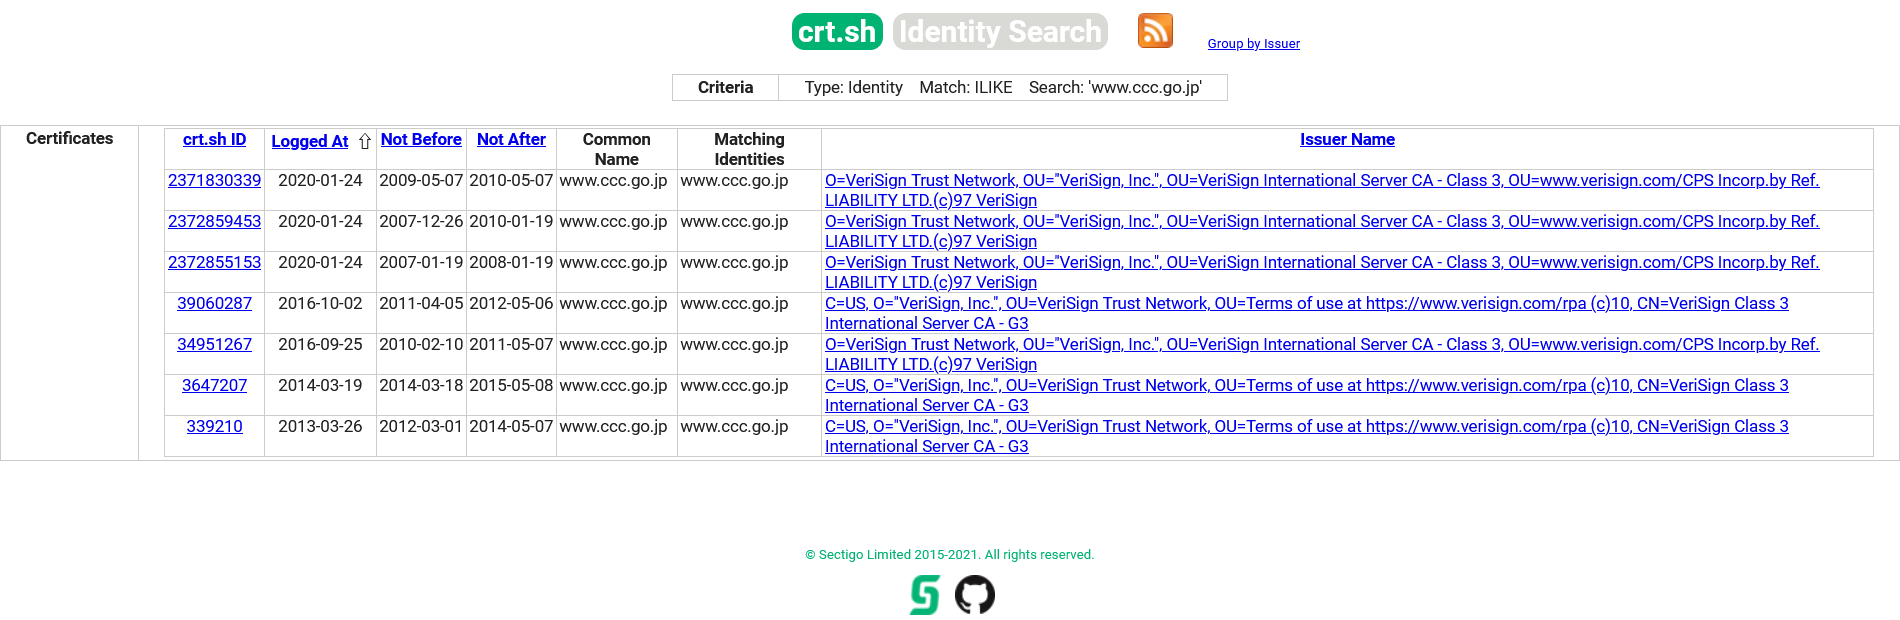 crt.sh Identity Search Group by Issuer
Criteria Type: Identity Match: ILIKE Search: 'www.ccc.go.jp'
Certificates crt.sh ID Logged At ⇧ Not Before Not After Common Name Matching Identities Issuer Name
2371830339 2020-01-24 2009-05-07 2010-05-07 www.ccc.go.jp www.ccc.go.jp O=VeriSign Trust Network, OU="VeriSign, Inc.", OU=VeriSign International Server CA - Class 3, OU=www.verisign.com/CPS Incorp.by Ref.
LIABILITY LTD.(c)97 VeriSign
2372859453 2020-01-24 2007-12-26 2010-01-19 www.ccc.go.jp www.ccc.go.jp O=VeriSign Trust Network, OU="VeriSign, Inc.", OU=VeriSign International Server CA - Class 3, OU=www.verisign.com/CPS Incorp.by Ref.
LIABILITY LTD.(c)97 VeriSign
2372855153 2020-01-24 2007-01-19 2008-01-19 www.ccc.go.jp www.ccc.go.jp O=VeriSign Trust Network, OU="VeriSign, Inc.", OU=VeriSign International Server CA - Class 3, OU=www.verisign.com/CPS Incorp.by Ref.
LIABILITY LTD.(c)97 VeriSign
39060287 2016-10-02 2011-04-05 2012-05-06 www.ccc.go.jp www.ccc.go.jp C=US, O="VeriSign, Inc.", OU=VeriSign Trust Network, OU=Terms of use at https://www.verisign.com/rpa (c)10, CN=VeriSign Class 3
International Server CA - G3
34951267 2016-09-25 2010-02-10 2011-05-07 www.ccc.go.jp www.ccc.go.jp O=VeriSign Trust Network, OU="VeriSign, Inc.", OU=VeriSign International Server CA - Class 3, OU=www.verisign.com/CPS Incorp.by Ref.
LIABILITY LTD.(c)97 VeriSign
3647207 2014-03-19 2014-03-18 2015-05-08 www.ccc.go.jp www.ccc.go.jp C=US, O="VeriSign, Inc.", OU=VeriSign Trust Network, OU=Terms of use at https://www.verisign.com/rpa (c)10, CN=VeriSign Class 3
International Server CA - G3
339210 2013-03-26 2012-03-01 2014-05-07 www.ccc.go.jp www.ccc.go.jp C=US, O="VeriSign, Inc.", OU=VeriSign Trust Network, OU=Terms of use at https://www.verisign.com/rpa (c)10, CN=VeriSign Class 3
International Server CA - G3
© Sectigo Limited 2015-2021. All rights reserved.